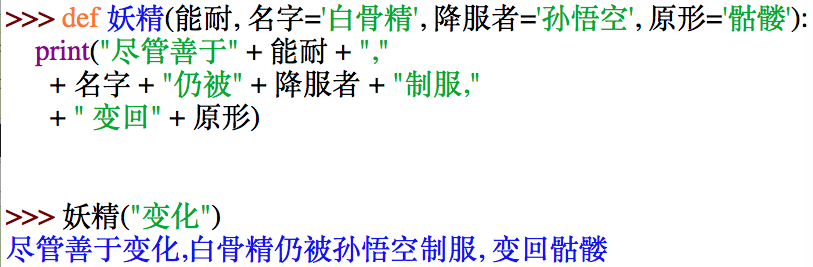 >>> def 妖精(能耐, 名字='白骨精', 降服者='孙悟空', 原形='骷髅'):
print("尽管善于" + 能耐 + ","
+ 名字 + "仍被" + 降服者 + "制服,"
+ " 变回" + 原形)
>>> 妖精("变化")
尽管善于变化,白骨精仍被孙悟空制服, 变回骷髅